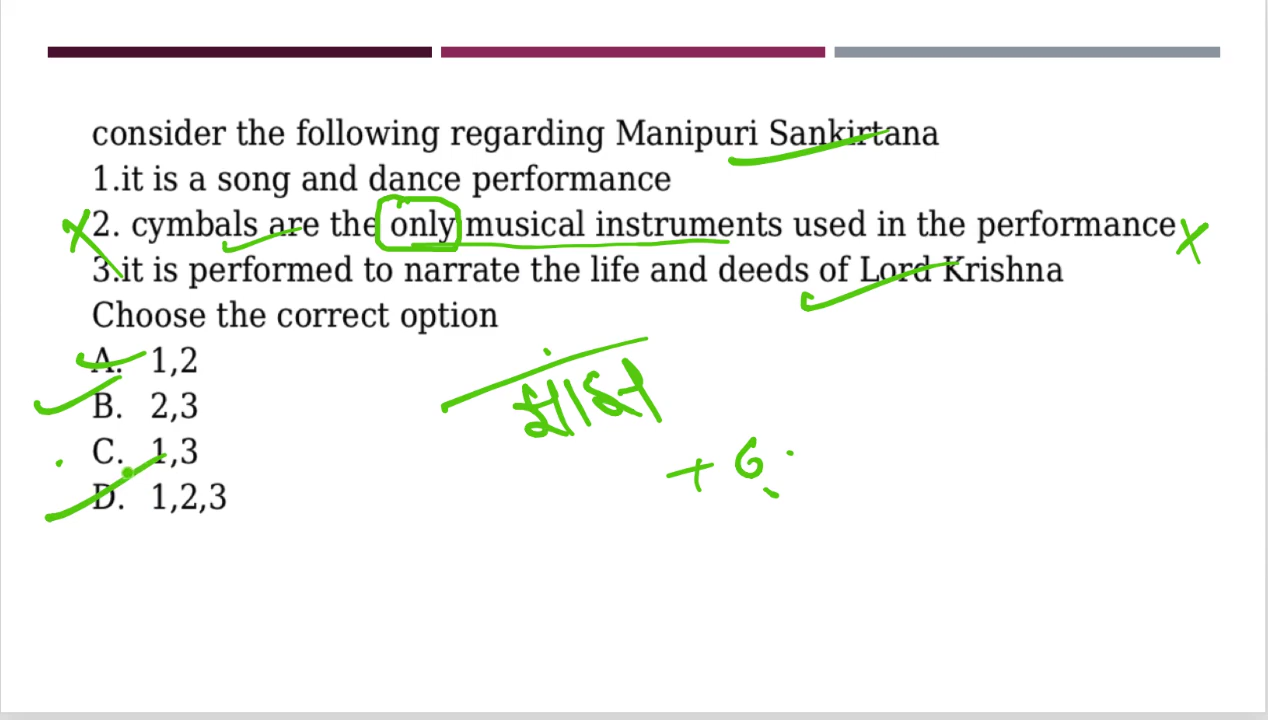 consider the following regarding Manipuri Sankirtana
1.it is a song and dance performance
2. cymbals are the only musical instruments used in the performance
3.it is performed to narrate the life and deeds of Lord Krishna
Choose the correct option
A. 1,2
B. 2,3
C. 1,3
D. 1,2,3